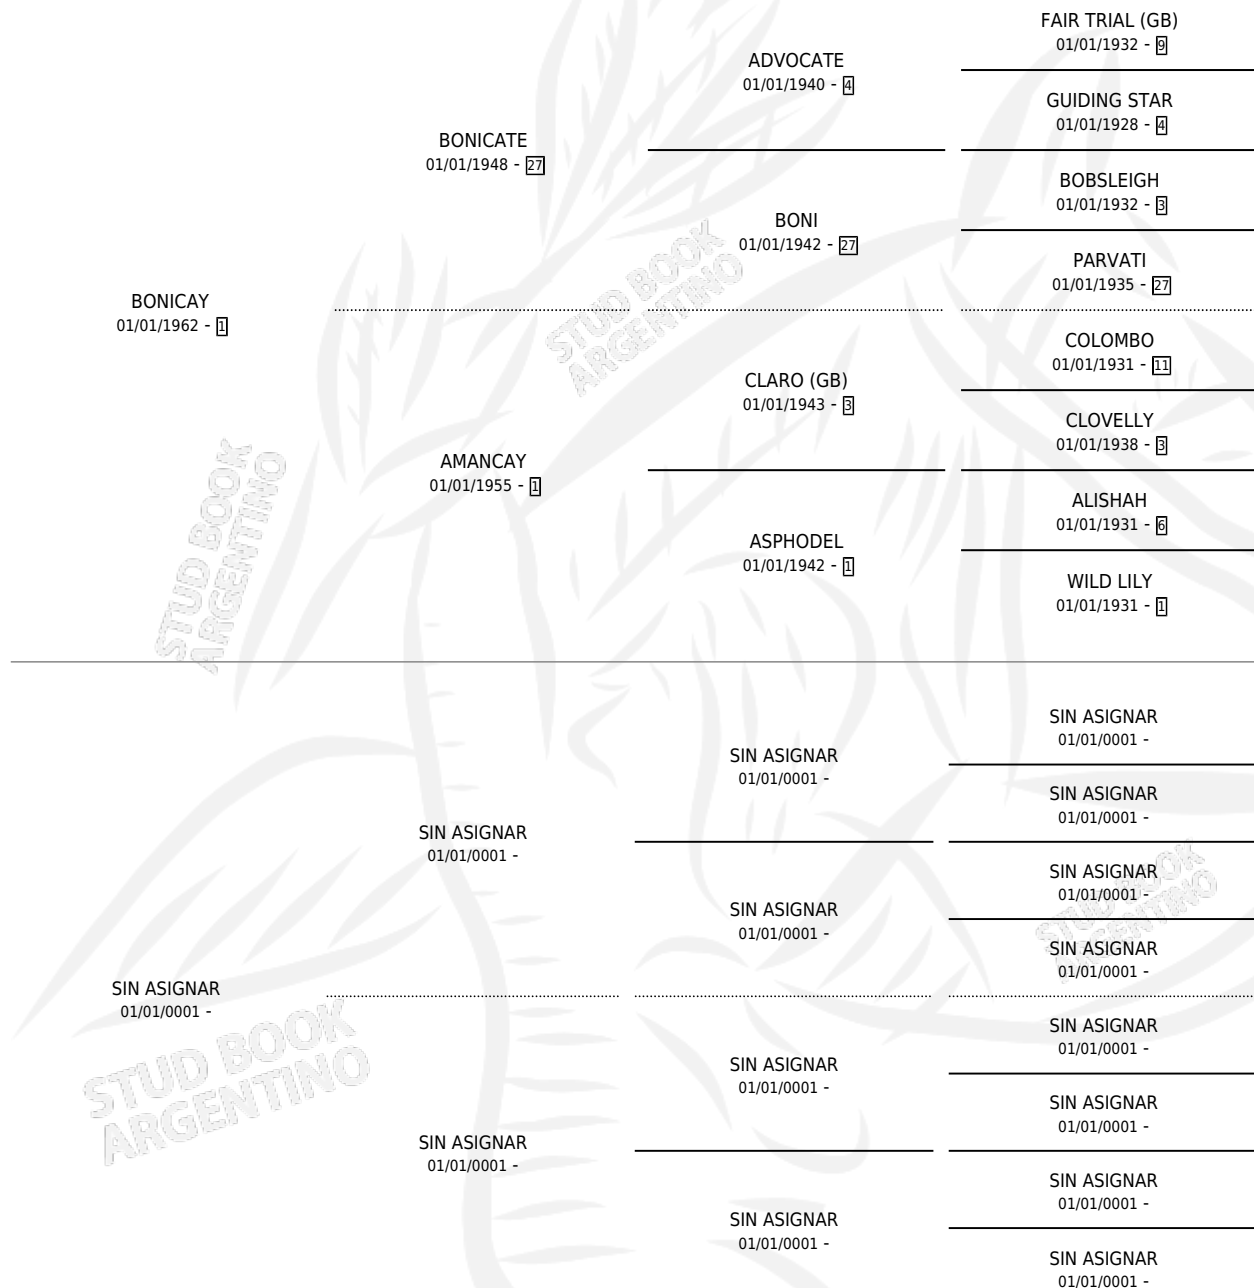 FAIR TRIAL (GB)
01/01/1932 - 9
ADVOCATE
01/01/1940 - 4
GUIDING STAR
01/01/1928 - 4
BONICATE
01/01/1948 - 27
BOBSLEIGH
01/01/1932 - 3
BONI
01/01/1942 - 27
PARVATI
01/01/1935 - 27
BONICAY
01/01/1962 - 1
COLOMBO
01/01/1931 - 11
CLARO (GB)
01/01/1943 - 3
CLOVELLY
01/01/1938 - 3
AMANCAY
01/01/1955 - 1
ALISHAH
01/01/1931 - 6
ASPHODEL
01/01/1942 - 1
WILD LILY
01/01/1931 - 1
STUD BOOK
ARGENTINO
STUD BOOK
ARGENTINO
SIN ASIGNAR
01/01/0001 -
SIN ASIGNAR
01/01/0001 -
SIN ASIGNAR
01/01/0001 -
SIN ASIGNAR
01/01/0001 -
SIN ASIGNAR
01/01/0001 -
SIN ASIGNAR
01/01/0001 -
SIN ASIGNAR
01/01/0001 -
SIN ASIGNAR
01/01/0001 -
SIN ASIGNAR
01/01/0001 -
SIN ASIGNAR
01/01/0001 -
SIN ASIGNAR
01/01/0001 -
SIN ASIGNAR
01/01/0001 -
SIN ASIGNAR
01/01/0001 -
SIN ASIGNAR
01/01/0001 -
SIN ASIGNAR
01/01/0001 -
STUD BOOK
ARGENTINO
STUD BOOK
ARGENTINO